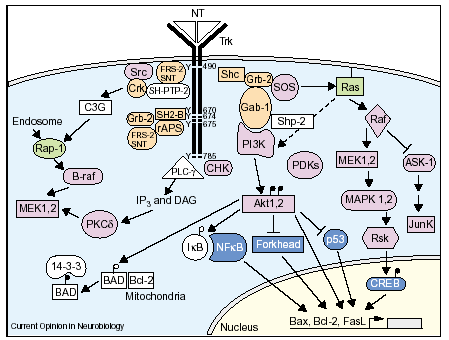 NT
Trk
Src
FRS-2
SNT
Crk
SH-PTP-2
Y 490
Shc
Grb-2
SOS
Ras
Gab-1
C3G
Grb-2
SH2-B
rAPS
FRS-2
SNT
Y 670
Y 674
Y 675
Shp-2
Raf
Endosome
Rap-1
PI3K
PDKs
MEK1,2
ASK-1
Y 785
PLC-γ
CHK
B-raf
IP3 and DAG
MEK1,2
PKCδ
Akt1,2
MAPK 1,2
JunK
p
IκB
NFκB
Forkhead
p53
Rsk
14-3-3
p
BAD
p
BAD
Bcl-2
Mitochondria
CREB
Bax, Bcl-2, FasL
Current Opinion in Neurobiology
Nucleus